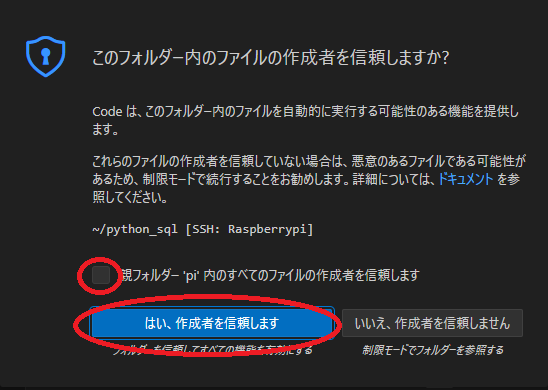 このフォルダー内のファイルの作成者を信頼しますか?
Code は、このフォルダー内のファイルを自動的に実行する可能性のある機能を提供し
ます。
これらのファイルの作成者を信頼していない場合は、悪意のあるファイルである可能性が
あるため、制限モードで続行することをお勧めします。詳細については、ドキュメント を参
照してください。
~/python_sql [SSH: Raspberrypi]
親フォルダー 'pi' 内のすべてのファイルの作成者を信頼します
はい、作成者を信頼します
いいえ、作成者を信頼しません
フォルダーを信頼してすべての機能を有効にする
制限モードでフォルダーを参照する